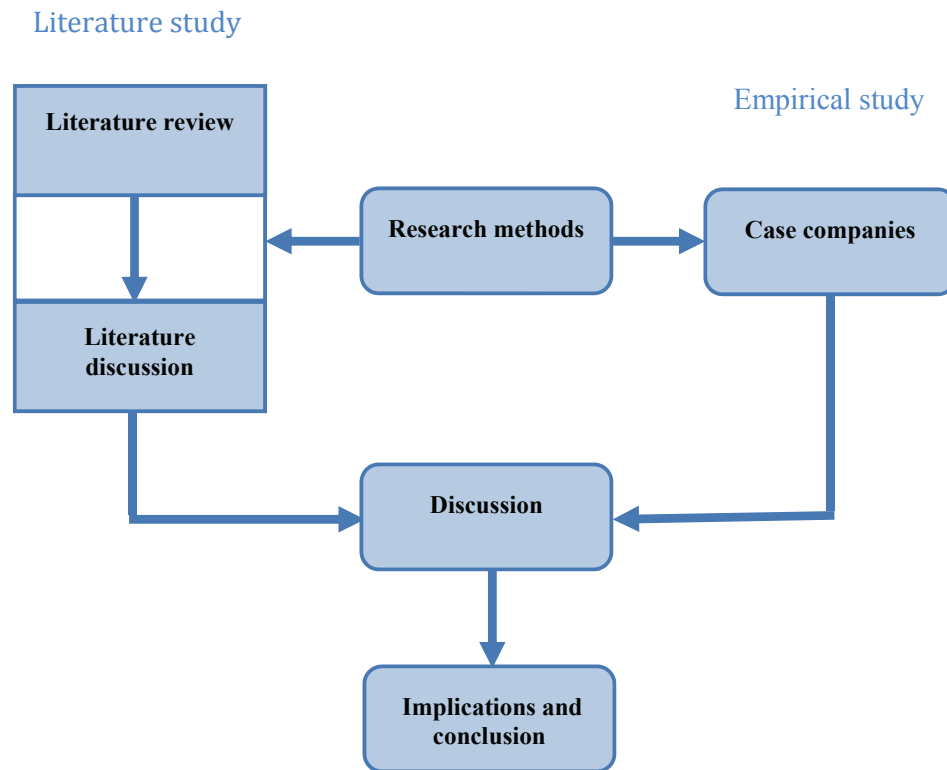 Literature study
Empirical study
Literature review
Research methods
Case companies
Literature
discussion
Discussion
Implications and
conclusion